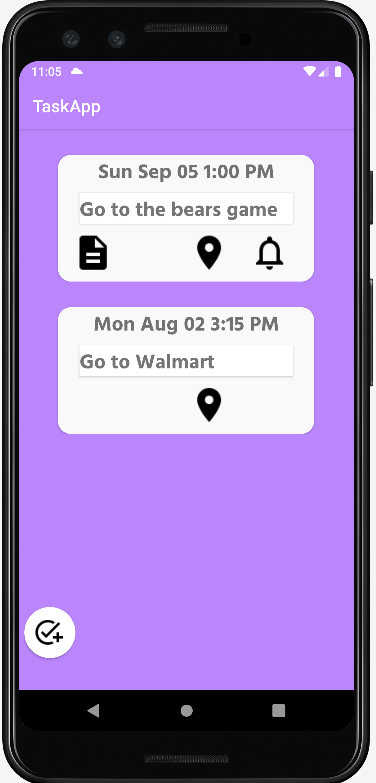 11:05
TaskApp
Sun Sep 05 1:00 PM
Go to the bears game
Mon Aug 02 3:15 PM
Go to Walmart